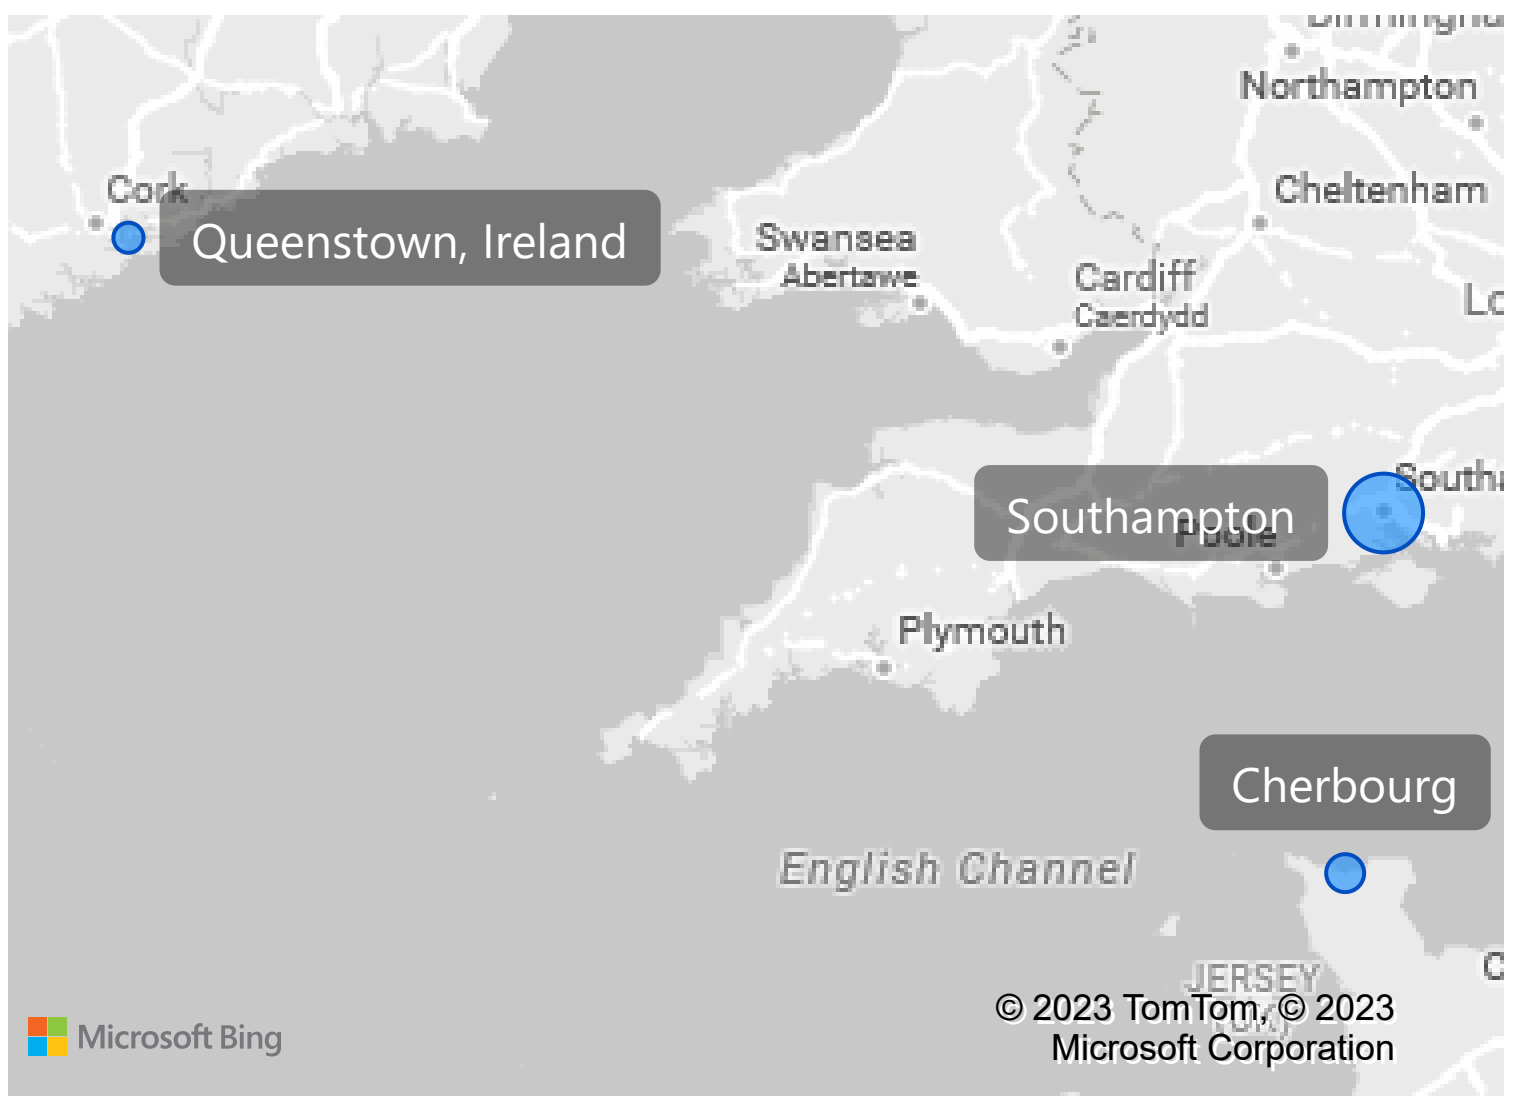 Northampton
Cork
Cheltenham
Queenstown, Ireland
Swansea
Abertawe
Cardiff
Caerdydd
Southampton
Poole
Plymouth
Cherbourg
English Channel
JERSEY
© 2023 TomTom, © 2023
Microsoft Corporation
Microsoft Bing